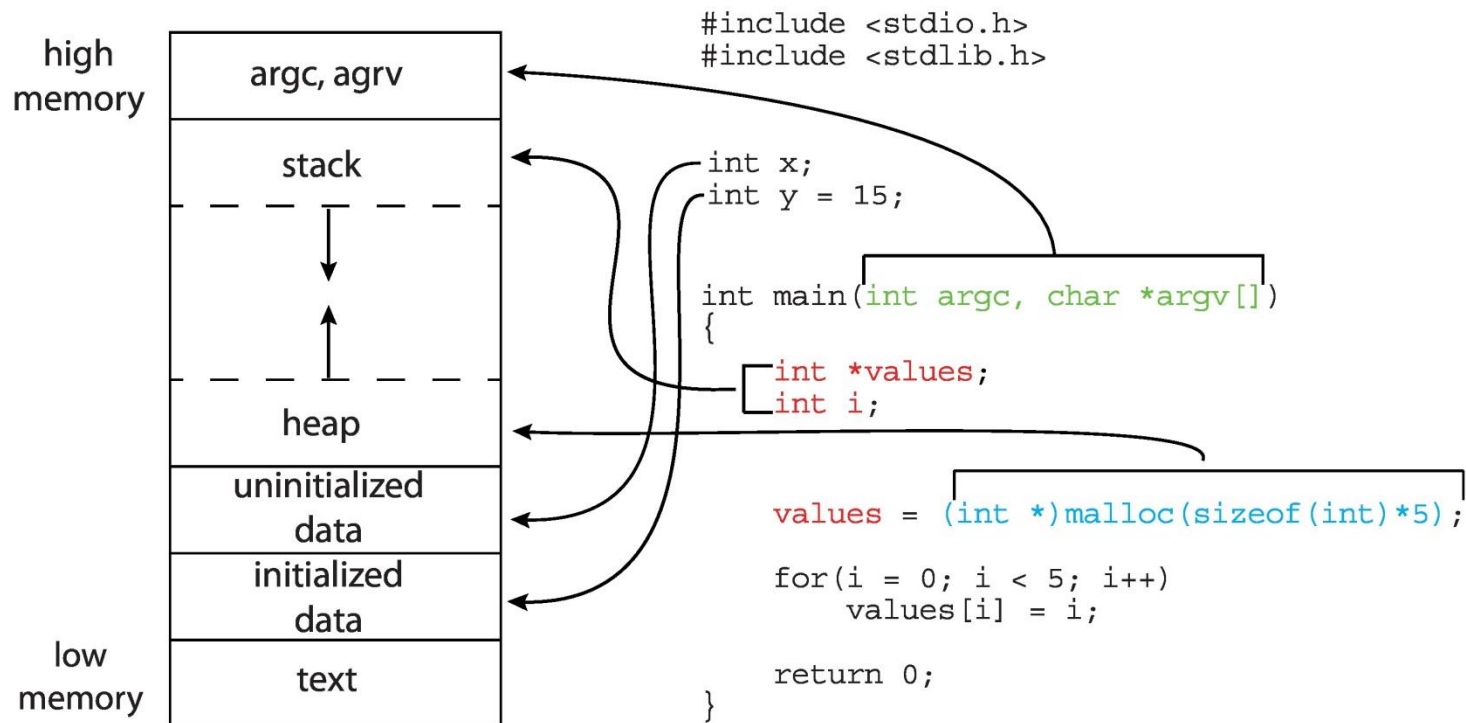 high
memory
argc, agrv
stack
heap
uninitialized
data
initialized
data
text
low
memory
#include <stdio.h>
#include <stdlib.h>
int x;
int y = 15;
int main(int argc, char *argv[])
{
int *values;
int i;
values = (int *)malloc(sizeof(int)*5);
for(i = 0; i < 5; i++)
values[i] = i;
return 0;
}